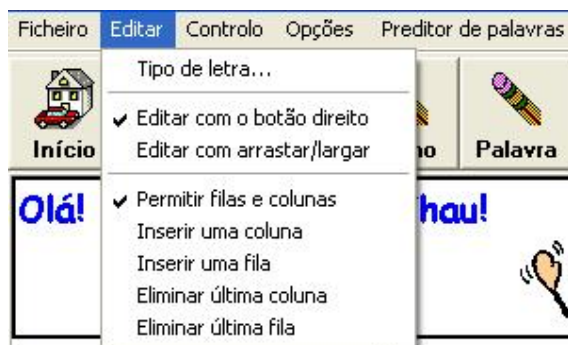 Ficheiro Editar Controlo Opções Preditor de palavras
Tipo de letra...
Editar com o botão direito
Editar com arrastar/largar
Início Palavra
Permitir filas e colunas
Olá!
Inserir uma coluna
Inserir uma fila
Eliminar última coluna
Eliminar última fila